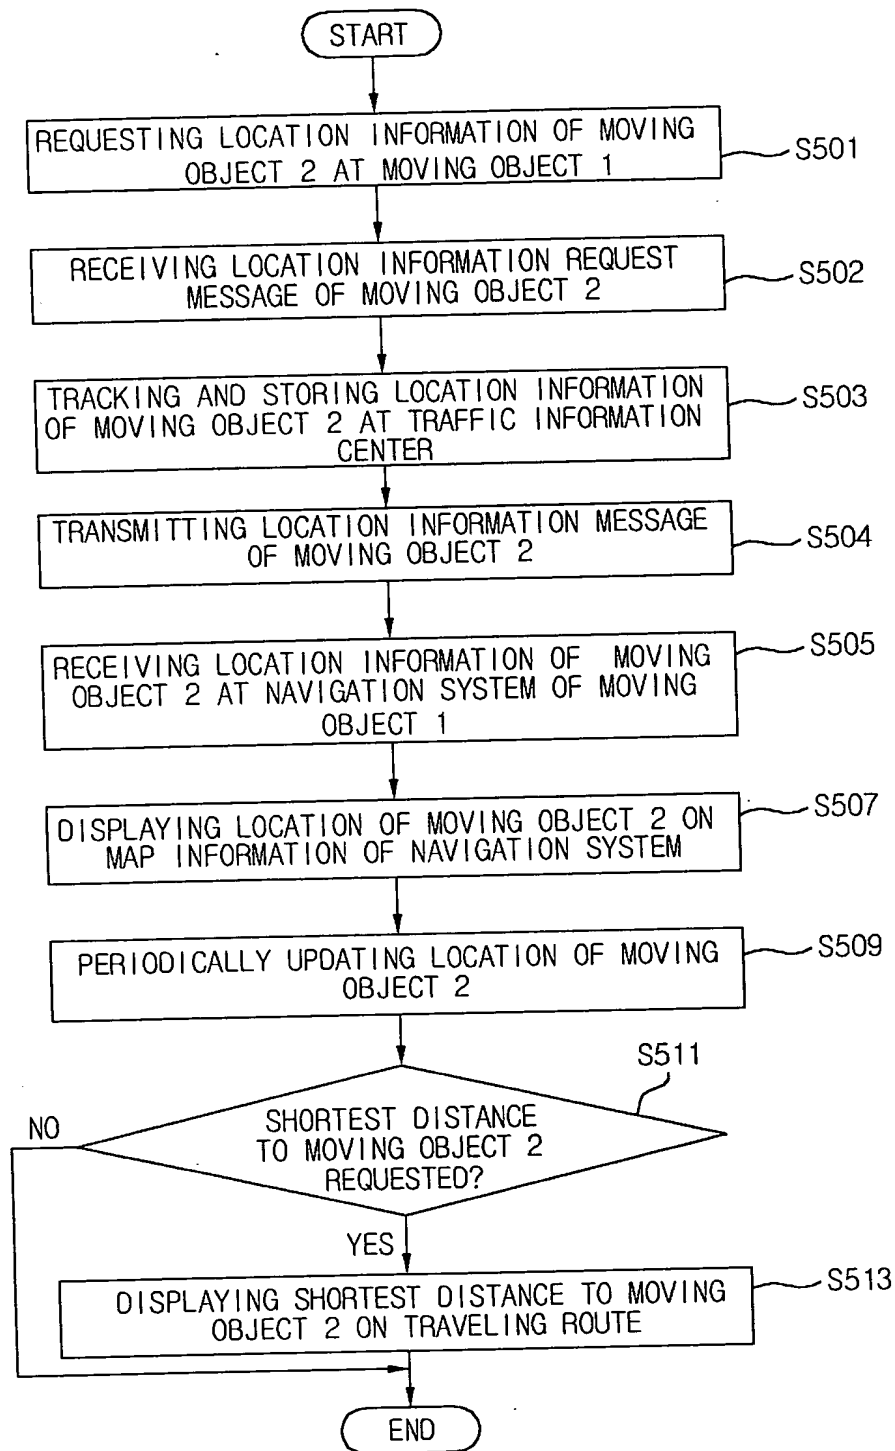 START
REQUESTING LOCATION INFORMATION OF MOVING
OBJECT 2 AT MOVING OBJECT 1
S501
RECEIVING LOCATION INFORMATION REQUEST
MESSAGE OF MOVING OBJECT 2
S502
TRACKING AND STORING LOCATION INFORMATION
OF MOVING OBJECT 2 AT TRAFFIC INFORMATION
CENTER
S503
TRANSMITTING LOCATION INFORMATION MESSAGE
OF MOVING OBJECT 2
S504
RECEIVING LOCATION INFORMATION OF MOVING
OBJECT 2 AT NAVIGATION SYSTEM OF MOVING
OBJECT 1
S505
DISPLAYING LOCATION OF MOVING OBJECT 2 ON
MAP INFORMATION OF NAVIGATION SYSTEM
S507
PERIODICALLY UPDATING LOCATION OF MOVING
OBJECT 2
S509
S511
SHORTEST DISTANCE
TO MOVING OBJECT 2
REQUESTED?
NO
YES
DISPLAYING SHORTEST DISTANCE TO MOVING
OBJECT 2 ON TRAVELING ROUTE
S513
END